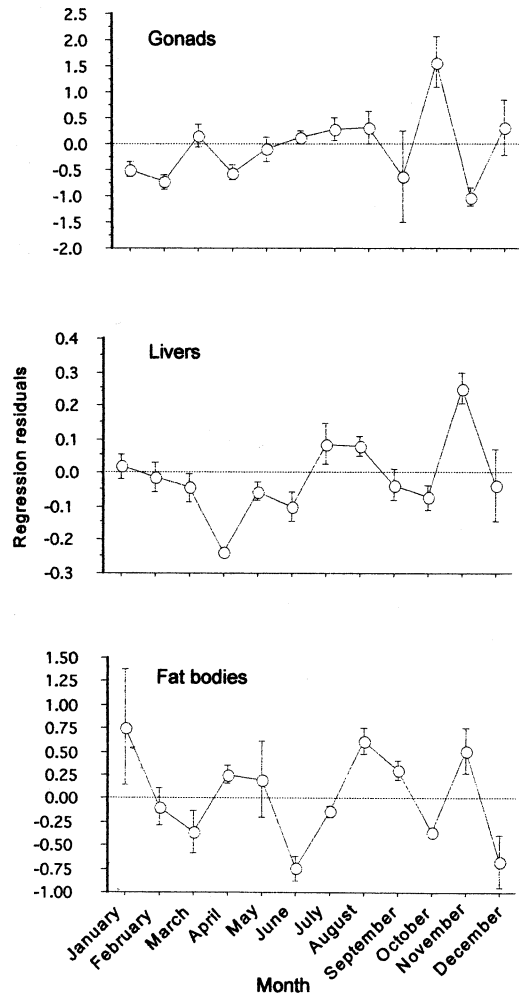 Gonads
2.5
2.0
1.5
1.0
0.5
0.0
-0.5
-1.0
-1.5
-2.0
Livers
0.4
0.3
0.2
0.1
0.0
-0.1
-0.2
-0.3
Regression residuals
Fat bodies
1.50
1.25
1.00
0.75
0.50
0.25
0.00
-0.25
-0.50
-0.75
-1.00
January
February
March
April
May
June
July
August
September
October
November
December
Month